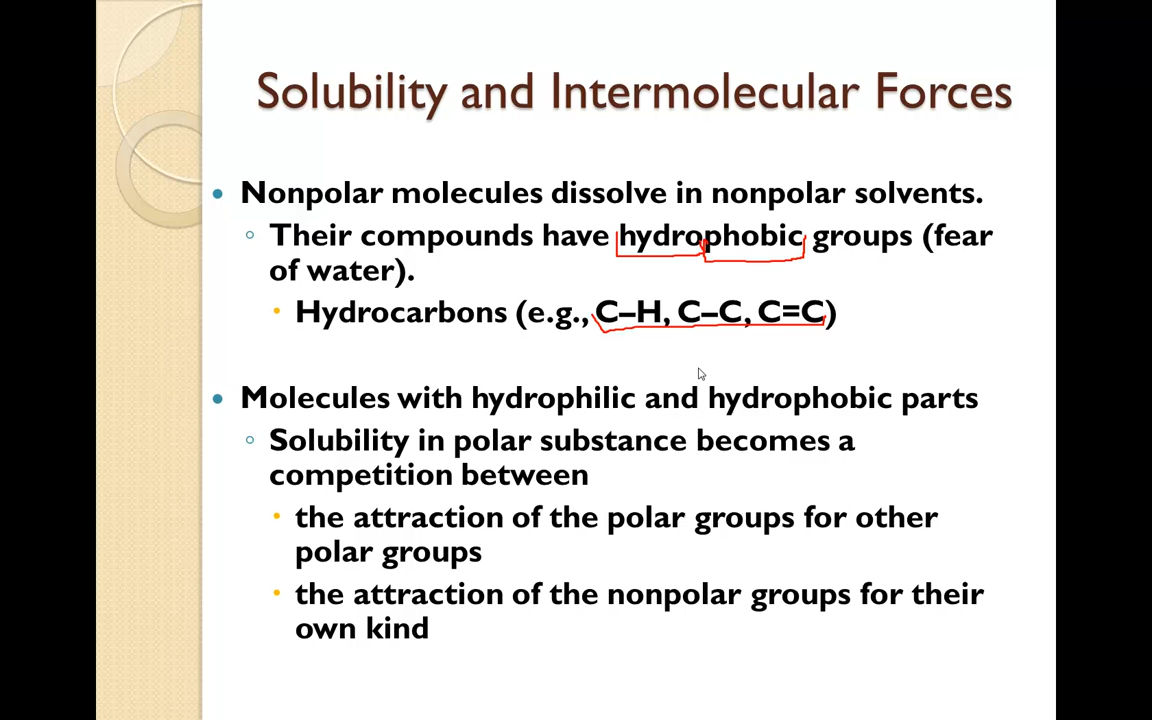 Solubility and Intermolecular Forces
• Nonpolar molecules dissolve in nonpolar solvents.
◦ Their compounds have hydrophobic groups (fear
of water).
• Hydrocarbons (e.g., C–H, C–C, C=C)
• Molecules with hydrophilic and hydrophobic parts
◦ Solubility in polar substance becomes a
competition between
• the attraction of the polar groups for other
polar groups
• the attraction of the nonpolar groups for their
own kind